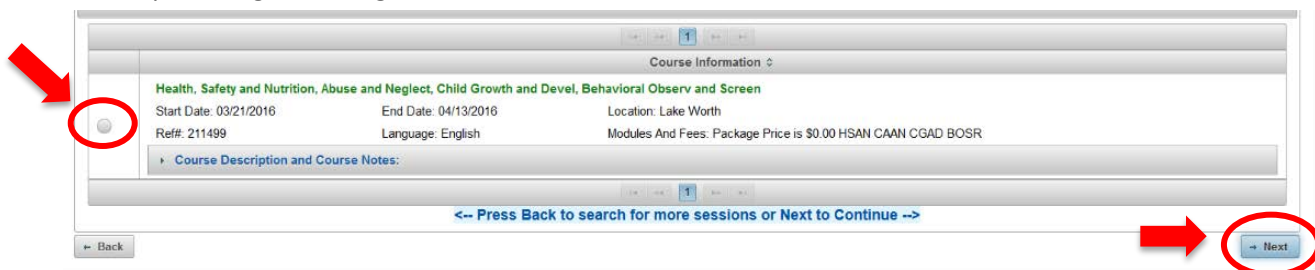 1
Course Information
Health, Safety and Nutrition, Abuse and Neglect, Child Growth and Devel, Behavioral Observ and Screen
Start Date: 03/21/2016 End Date: 04/13/2016 Location: Lake Worth
Ref#: 211499 Language: English Modules And Fees: Package Price is $0.00 HSAN CAAN CGAD BOSR
Course Description and Course Notes:
1
<-- Press Back to search for more sessions or Next to Continue -->
← Back → Next